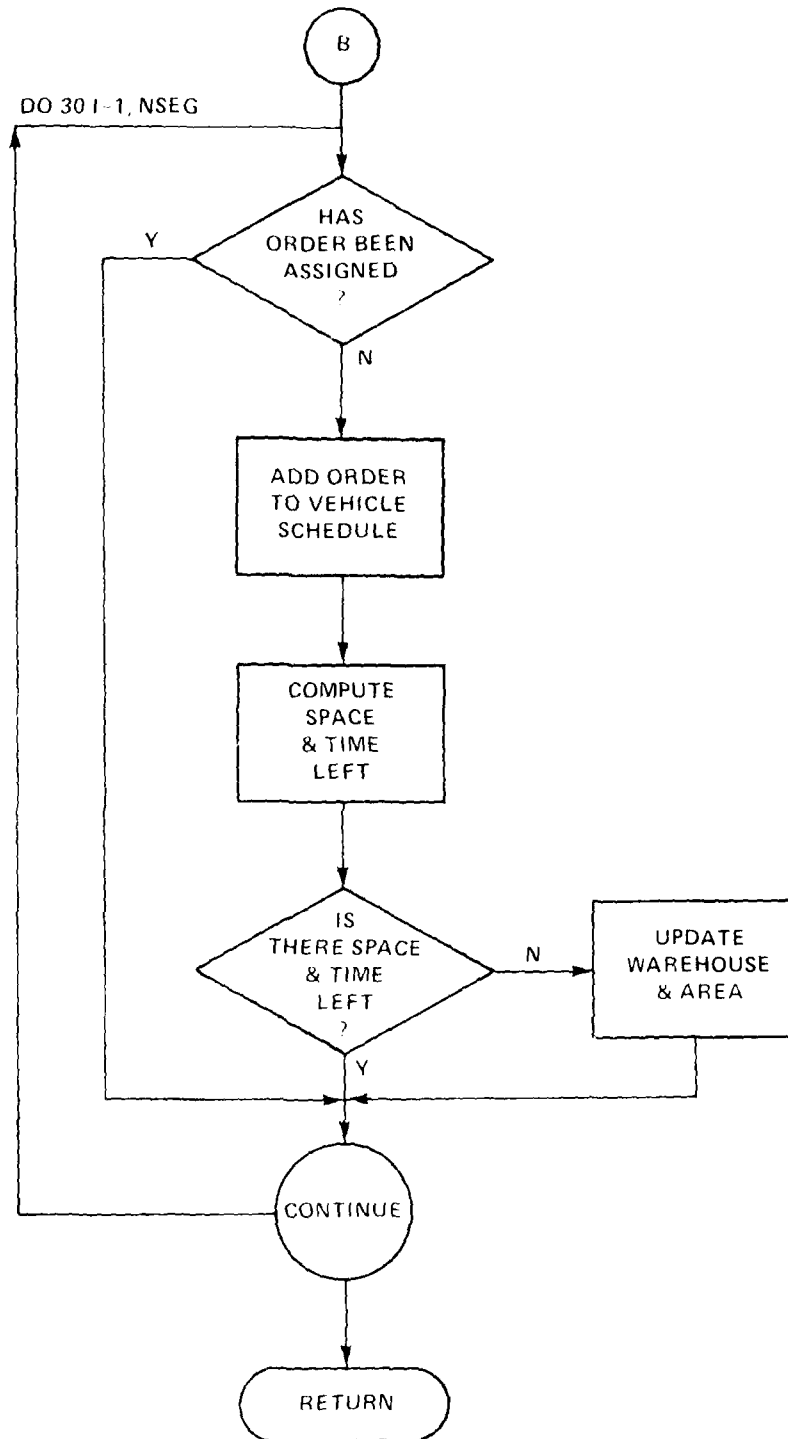 B
DO 30 I-1, NSEG
HAS
ORDER BEEN
ASSIGNED
?
Y
N
ADD ORDER
TO VEHICLE
SCHEDULE
COMPUTE
SPACE
& TIME
LEFT
IS
THERE SPACE
& TIME
LEFT
?
N
UPDATE
WAREHOUSE
& AREA
Y
CONTINUE
RETURN